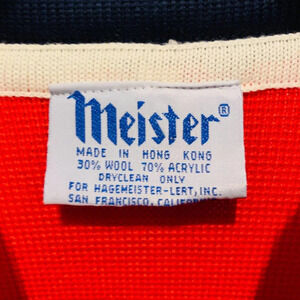 Meister®
MADE IN HONG KONG
30% WOOL 70% ACRYLIC
DRYCLEAN ONLY
FOR HAGEMEISTER-LERT, INC.
SAN FRANCISCO, CALIFORNIA